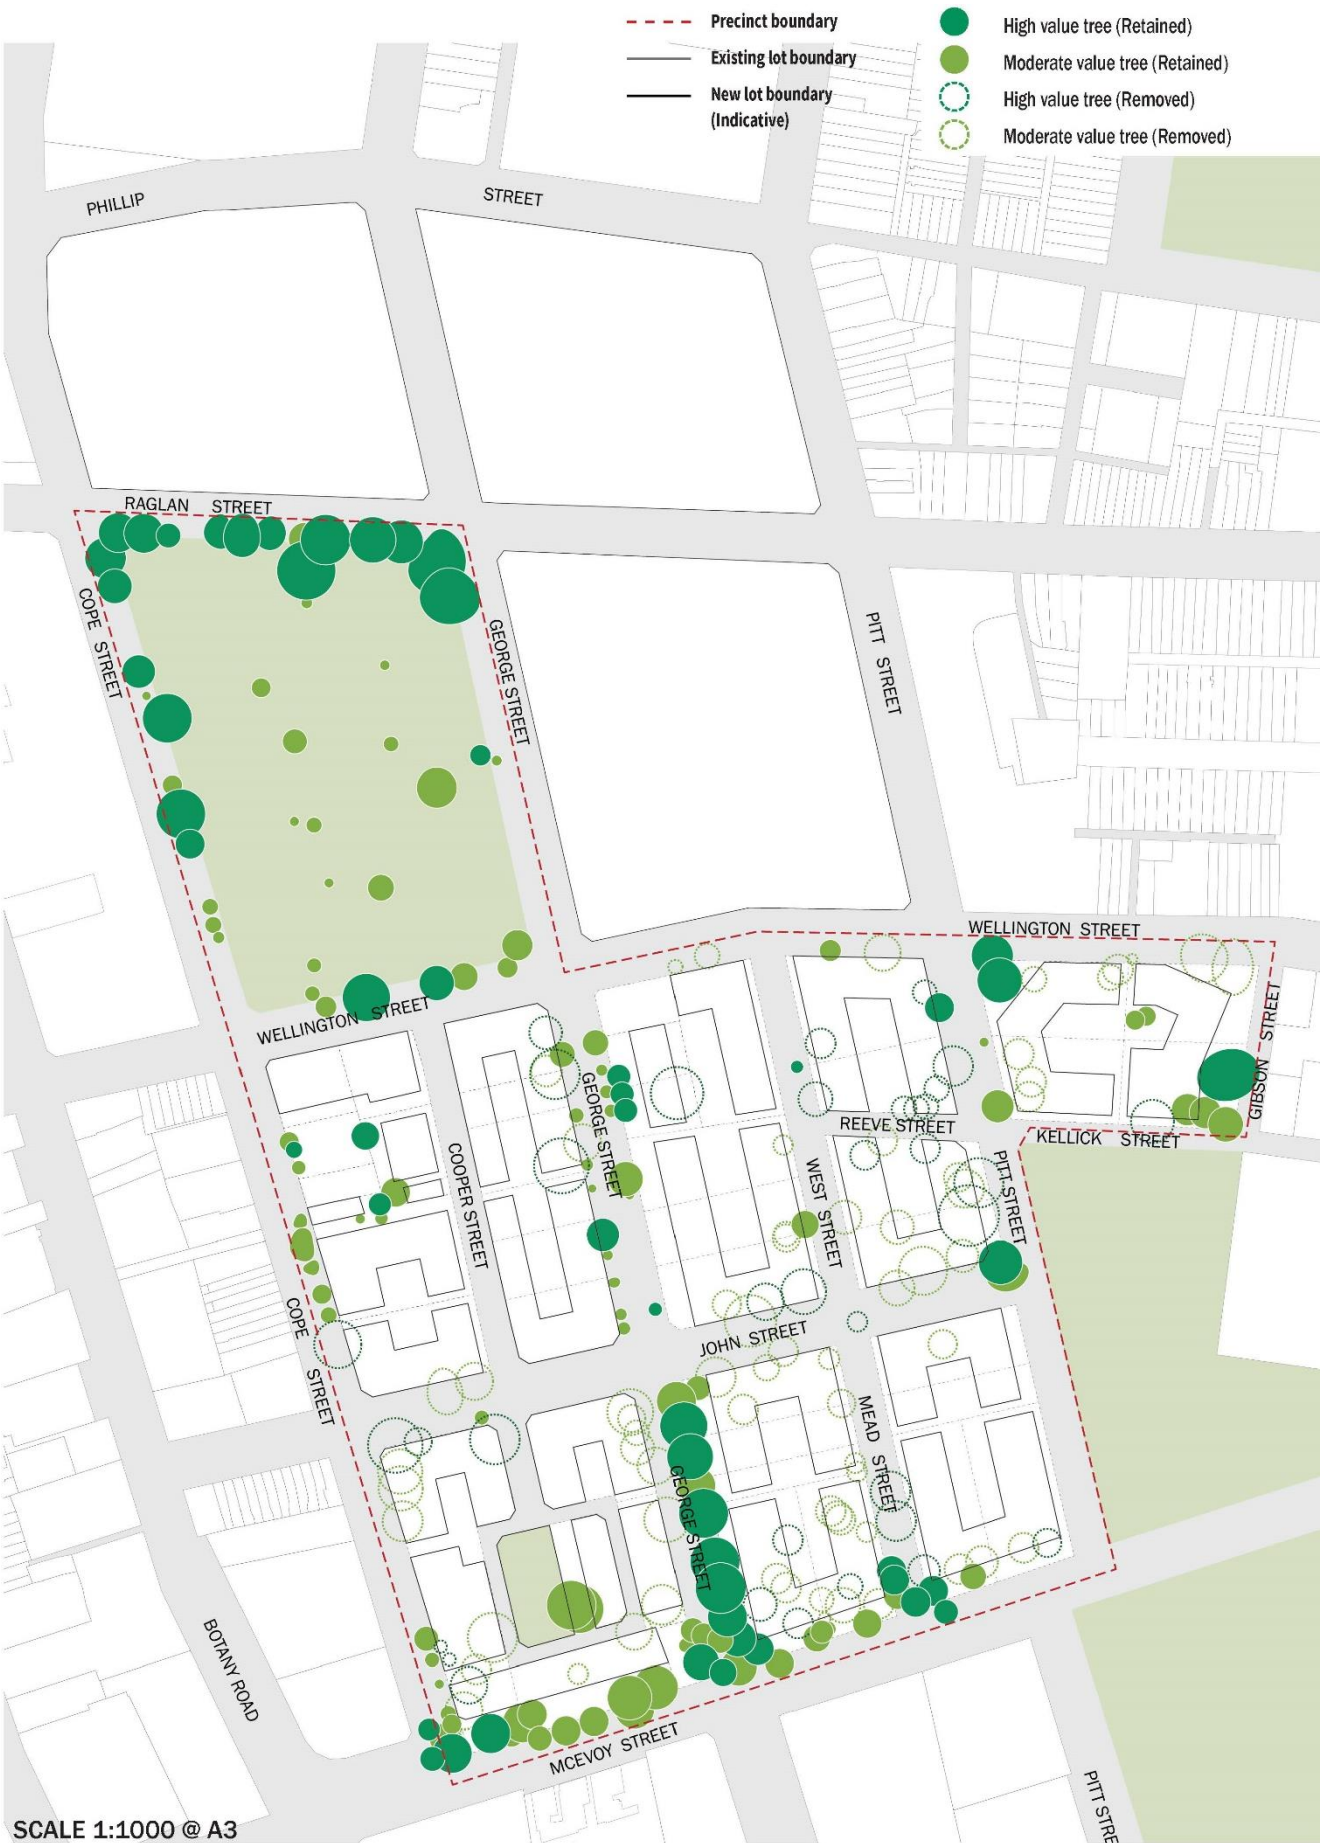 Precinct boundary
Existing lot boundary
New lot boundary
(Indicative)
High value tree (Retained)
Moderate value tree (Retained)
High value tree (Removed)
Moderate value tree (Removed)
PHILLIP
STREET
RAGLAN STREET
COPE STREET
GEORGE STREET
PITT STREET
WELLINGTON STREET
WELLINGTON STREET
GIBSON STREET
GEORGE STREET
REEVE STREET
KELLICK STREET
COOPER STREET
WEST STREET
PITT STREET
COPE STREET
JOHN STREET
MEAD STREET
GEORGE STREET
BOTANY ROAD
MCEVOY STREET
PITT STRE
SCALE 1:1000 @ A3